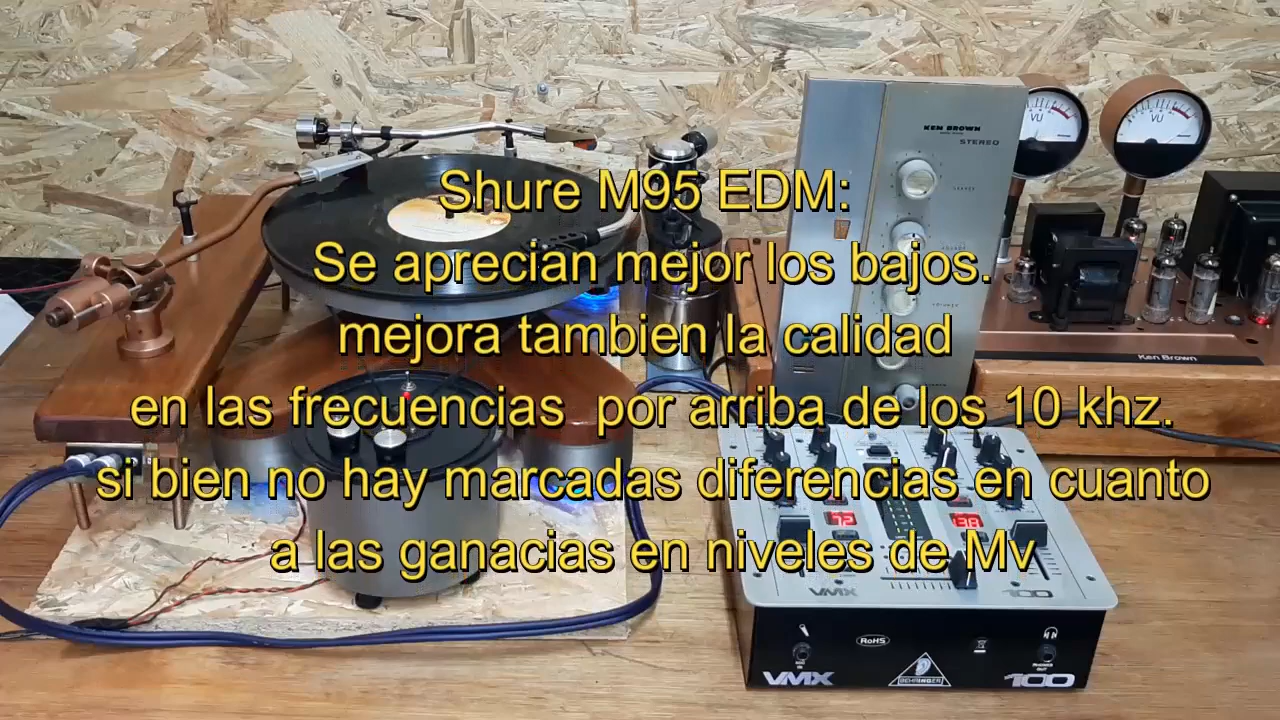 KEN BROWN
STEREO
VU
VU
Shure M95 EDM:
Se aprecian mejor los bajos.
mejora tambien la calidad
en las frecuencias  por arriba de los 10 khz.
si bien no hay marcadas diferencias en cuanto
a las ganacias en niveles de Mv
Ken Brown
72
138
VMX
100
RoHS
BEHRINGER
VMX
100